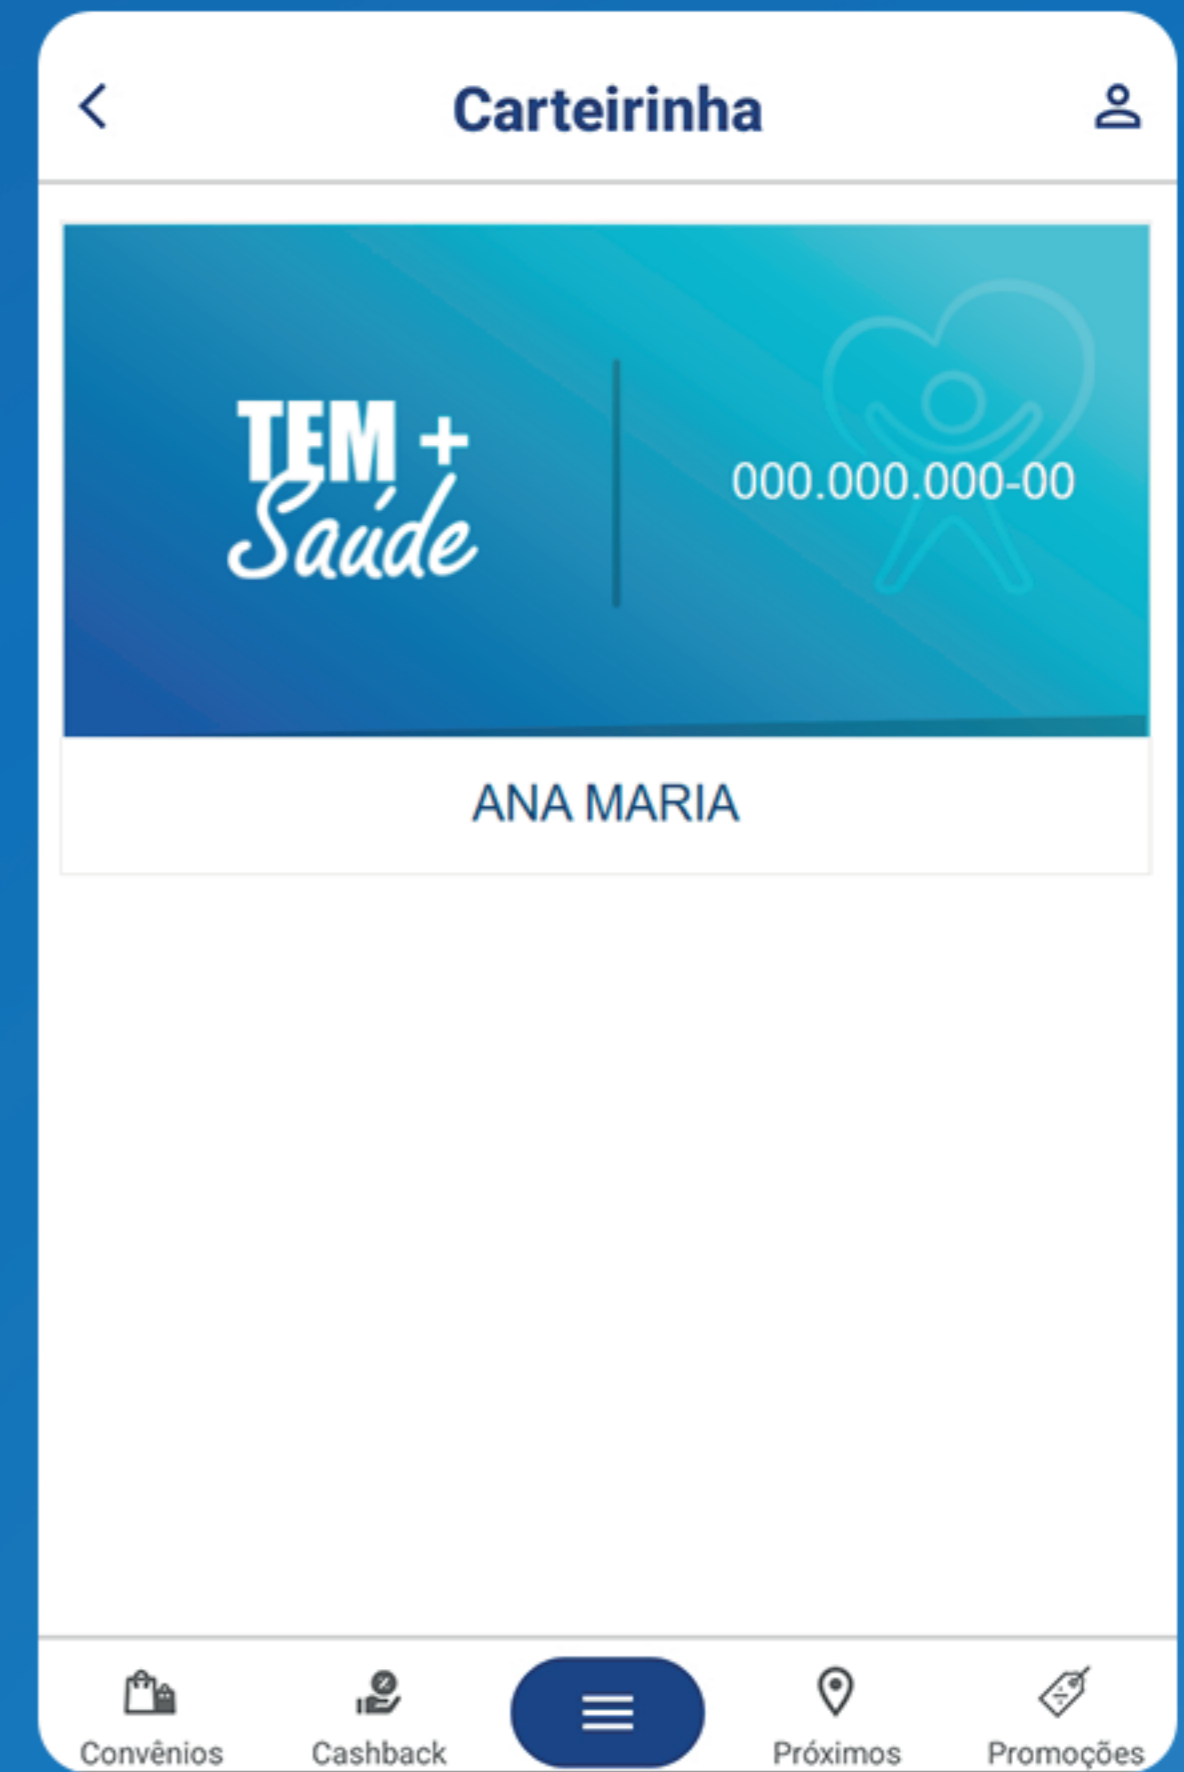 Carteirinha
TEM +
Saúde
000.000.000-00
ANA MARIA
Convênios
Cashback
Próximos
Promoções